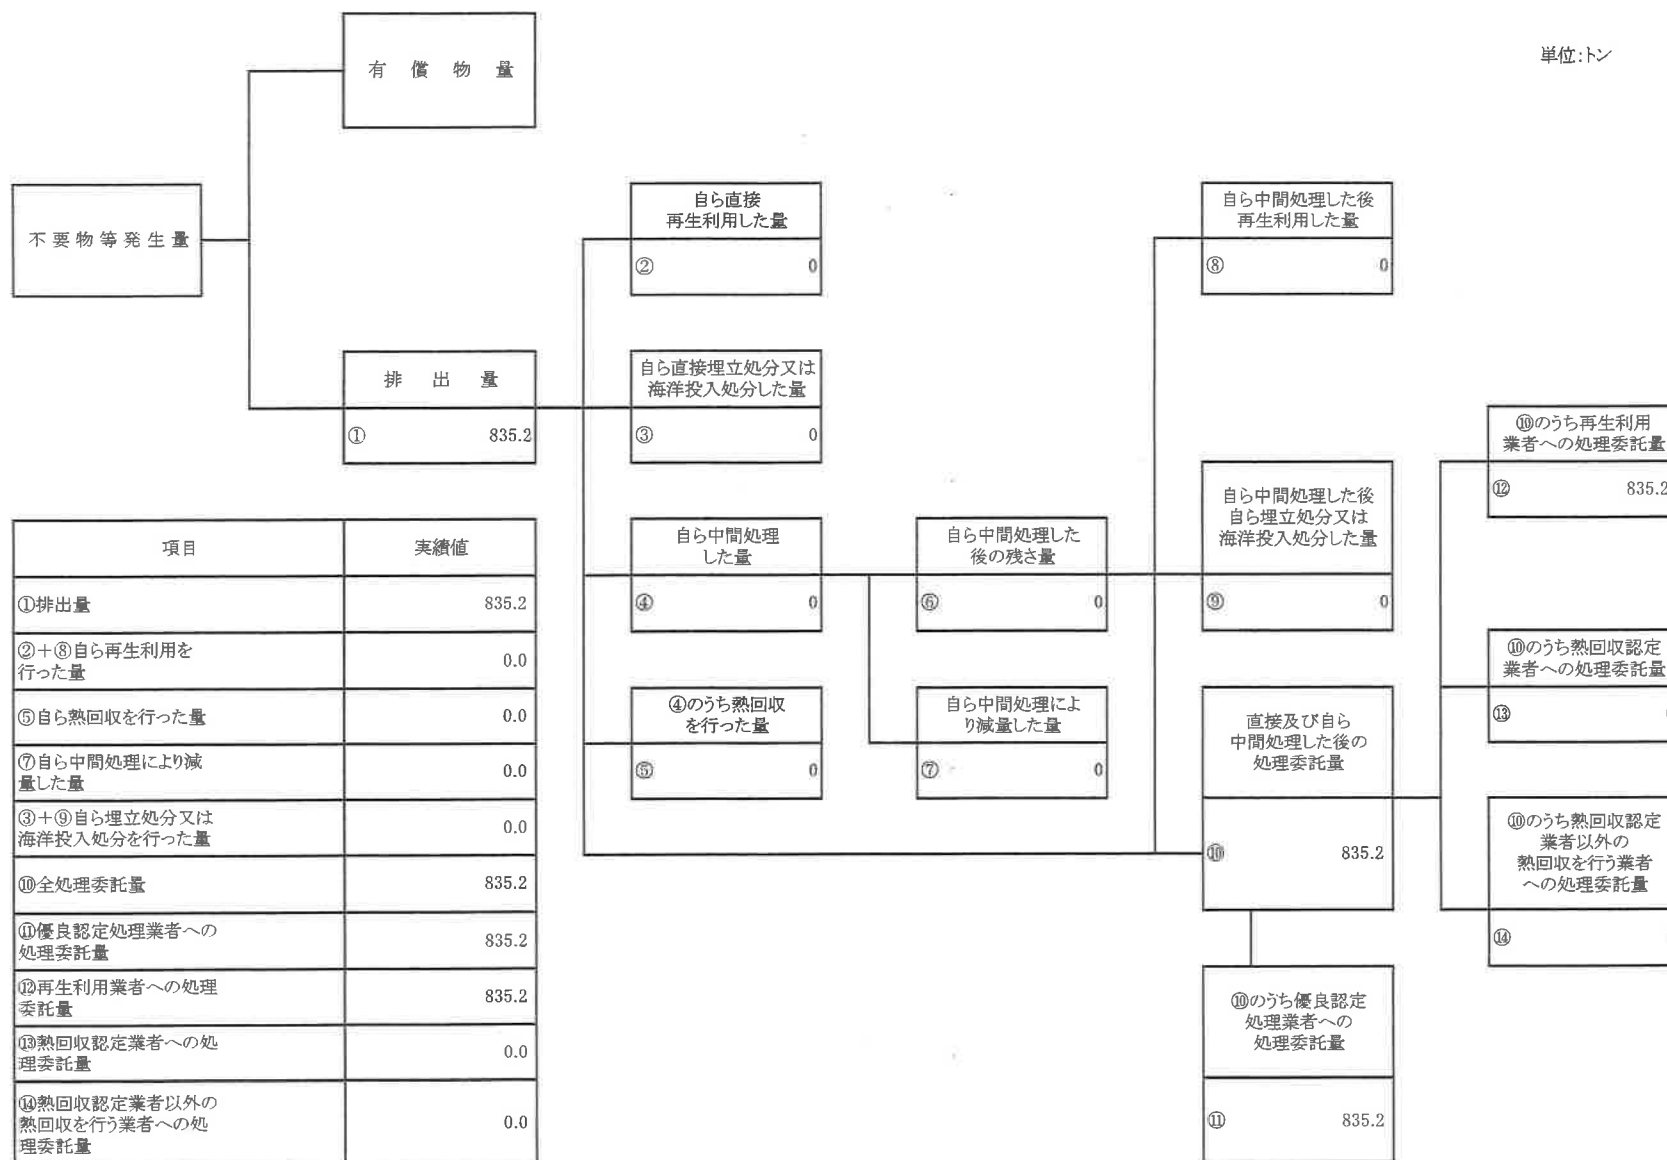 単位:トン
有償物量
不要物等発生量
排出量
① 835.2
自ら直接
再生利用した量
② 0
自ら直接埋立処分又は
海洋投入処分した量
③ 0
自ら中間処理
した量
④ 0
④のうち熱回収
を行った量
⑤ 0
自ら中間処理した
後の残さ量
⑥ 0
自ら中間処理によ
り減量した量
⑦ 0
自ら中間処理した後
再生利用した量
⑧ 0
自ら中間処理した後
自ら埋立処分又は
海洋投入処分した量
⑨ 0
直接及び自ら
中間処理した後の
処理委託量
⑩ 835.2
⑩のうち優良認定
処理業者への
処理委託量
⑪ 835.2
⑩のうち再生利用
業者への処理委託量
⑫ 835.2
⑩のうち熱回収認定
業者への処理委託量
⑬
⑩のうち熱回収認定
業者以外の
熱回収を行う業者
への処理委託量
⑭
項目 実績値
①排出量 835.2
②+⑧自ら再生利用を
行った量 0.0
⑤自ら熱回収を行った量 0.0
⑦自ら中間処理により減
量した量 0.0
③+⑨自ら埋立処分又は
海洋投入処分を行った量 0.0
⑩全処理委託量 835.2
⑪優良認定処理業者への
処理委託量 835.2
⑫再生利用業者への処理
委託量 835.2
⑬熱回収認定業者への処
理委託量 0.0
⑭熱回収認定業者以外の
熱回収を行う業者への処
理委託量 0.0